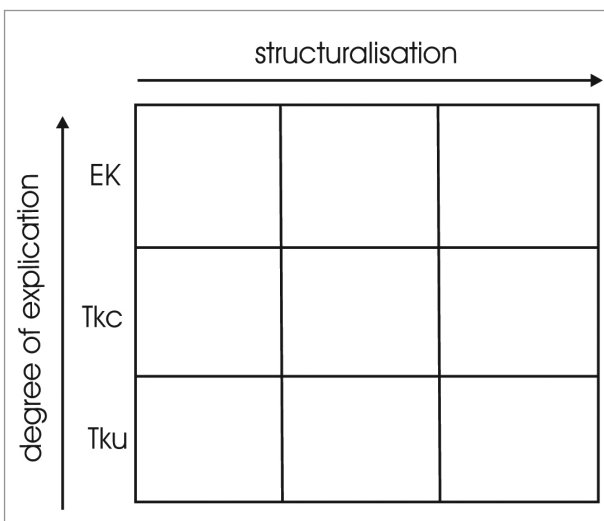 structuralisation
degree of explication
EK
Tkc
Tku